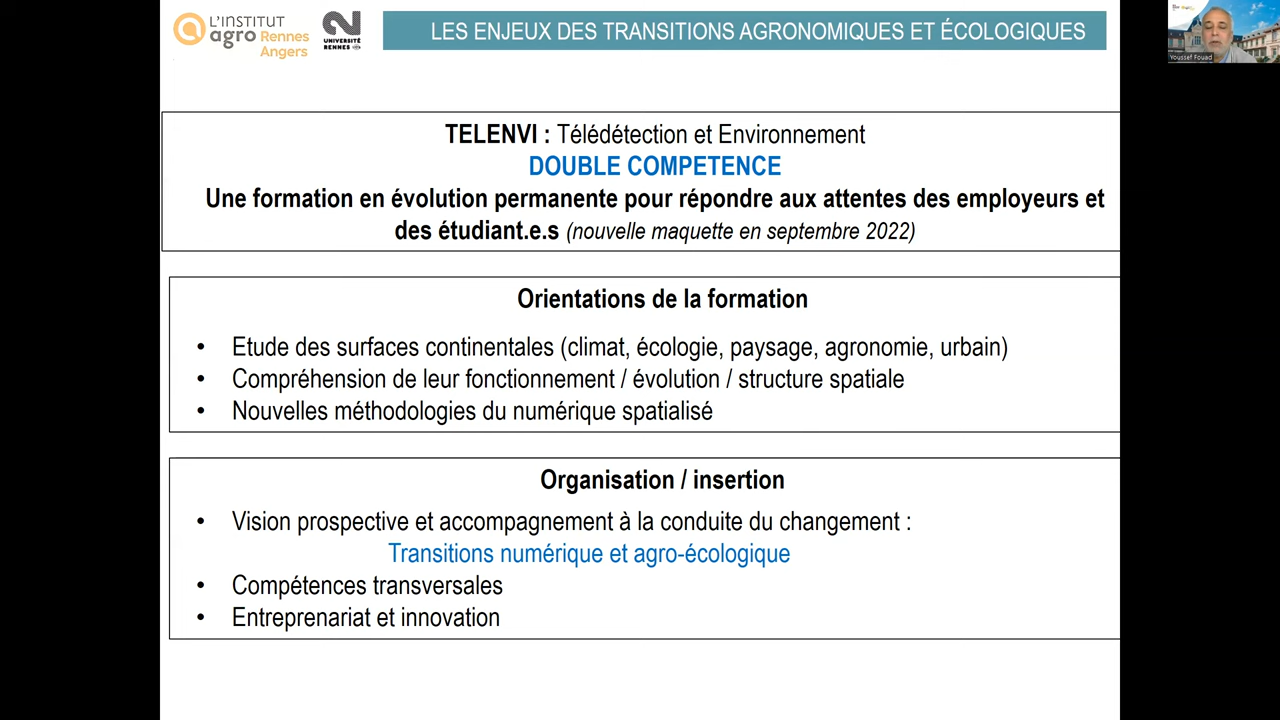 L'INSTITUT
agro Rennes
Angers
UNIVERSITÉ
RENNES
LES ENJEUX DES TRANSITIONS AGRONOMIQUES ET ÉCOLOGIQUES
Youssef Fouad
TELENVI : Télédétection et Environnement
DOUBLE COMPETENCE
Une formation en évolution permanente pour répondre aux attentes des employeurs et
des étudiant.e.s (nouvelle maquette en septembre 2022)
Orientations de la formation
• Etude des surfaces continentales (climat, écologie, paysage, agronomie, urbain)
• Compréhension de leur fonctionnement / évolution / structure spatiale
• Nouvelles méthodologies du numérique spatialisé
Organisation / insertion
• Vision prospective et accompagnement à la conduite du changement :
Transitions numérique et agro-écologique
• Compétences transversales
• Entreprenariat et innovation